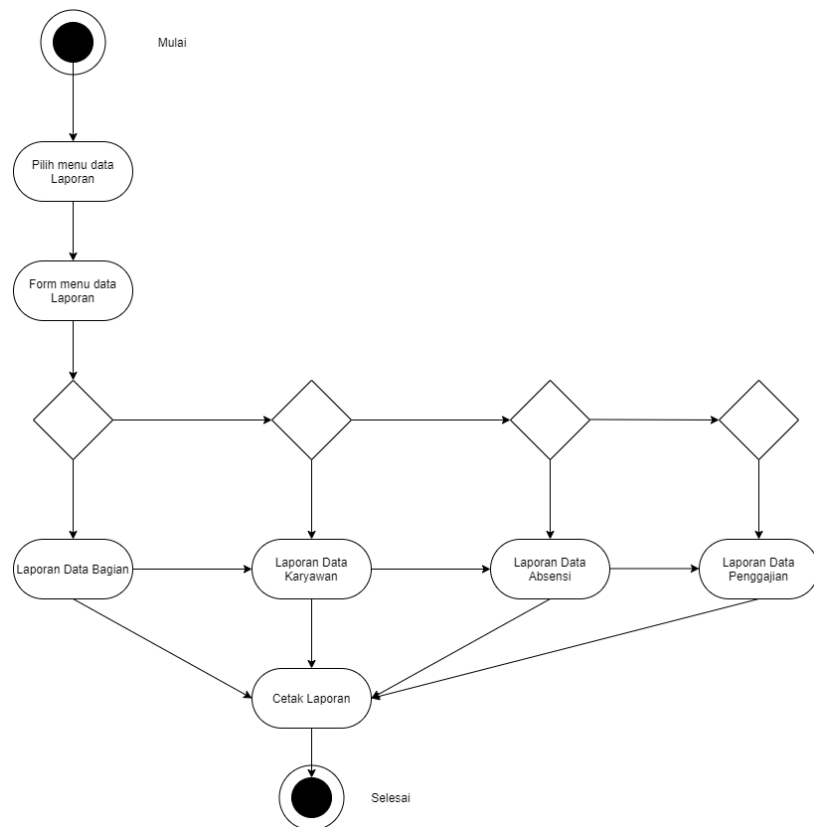 Mulai
Pilih menu data
Laporan
Form menu data
Laporan
Laporan Data Bagian
Laporan Data
Karyawan
Laporan Data
Absensi
Laporan Data
Penggajian
Cetak Laporan
Selesai